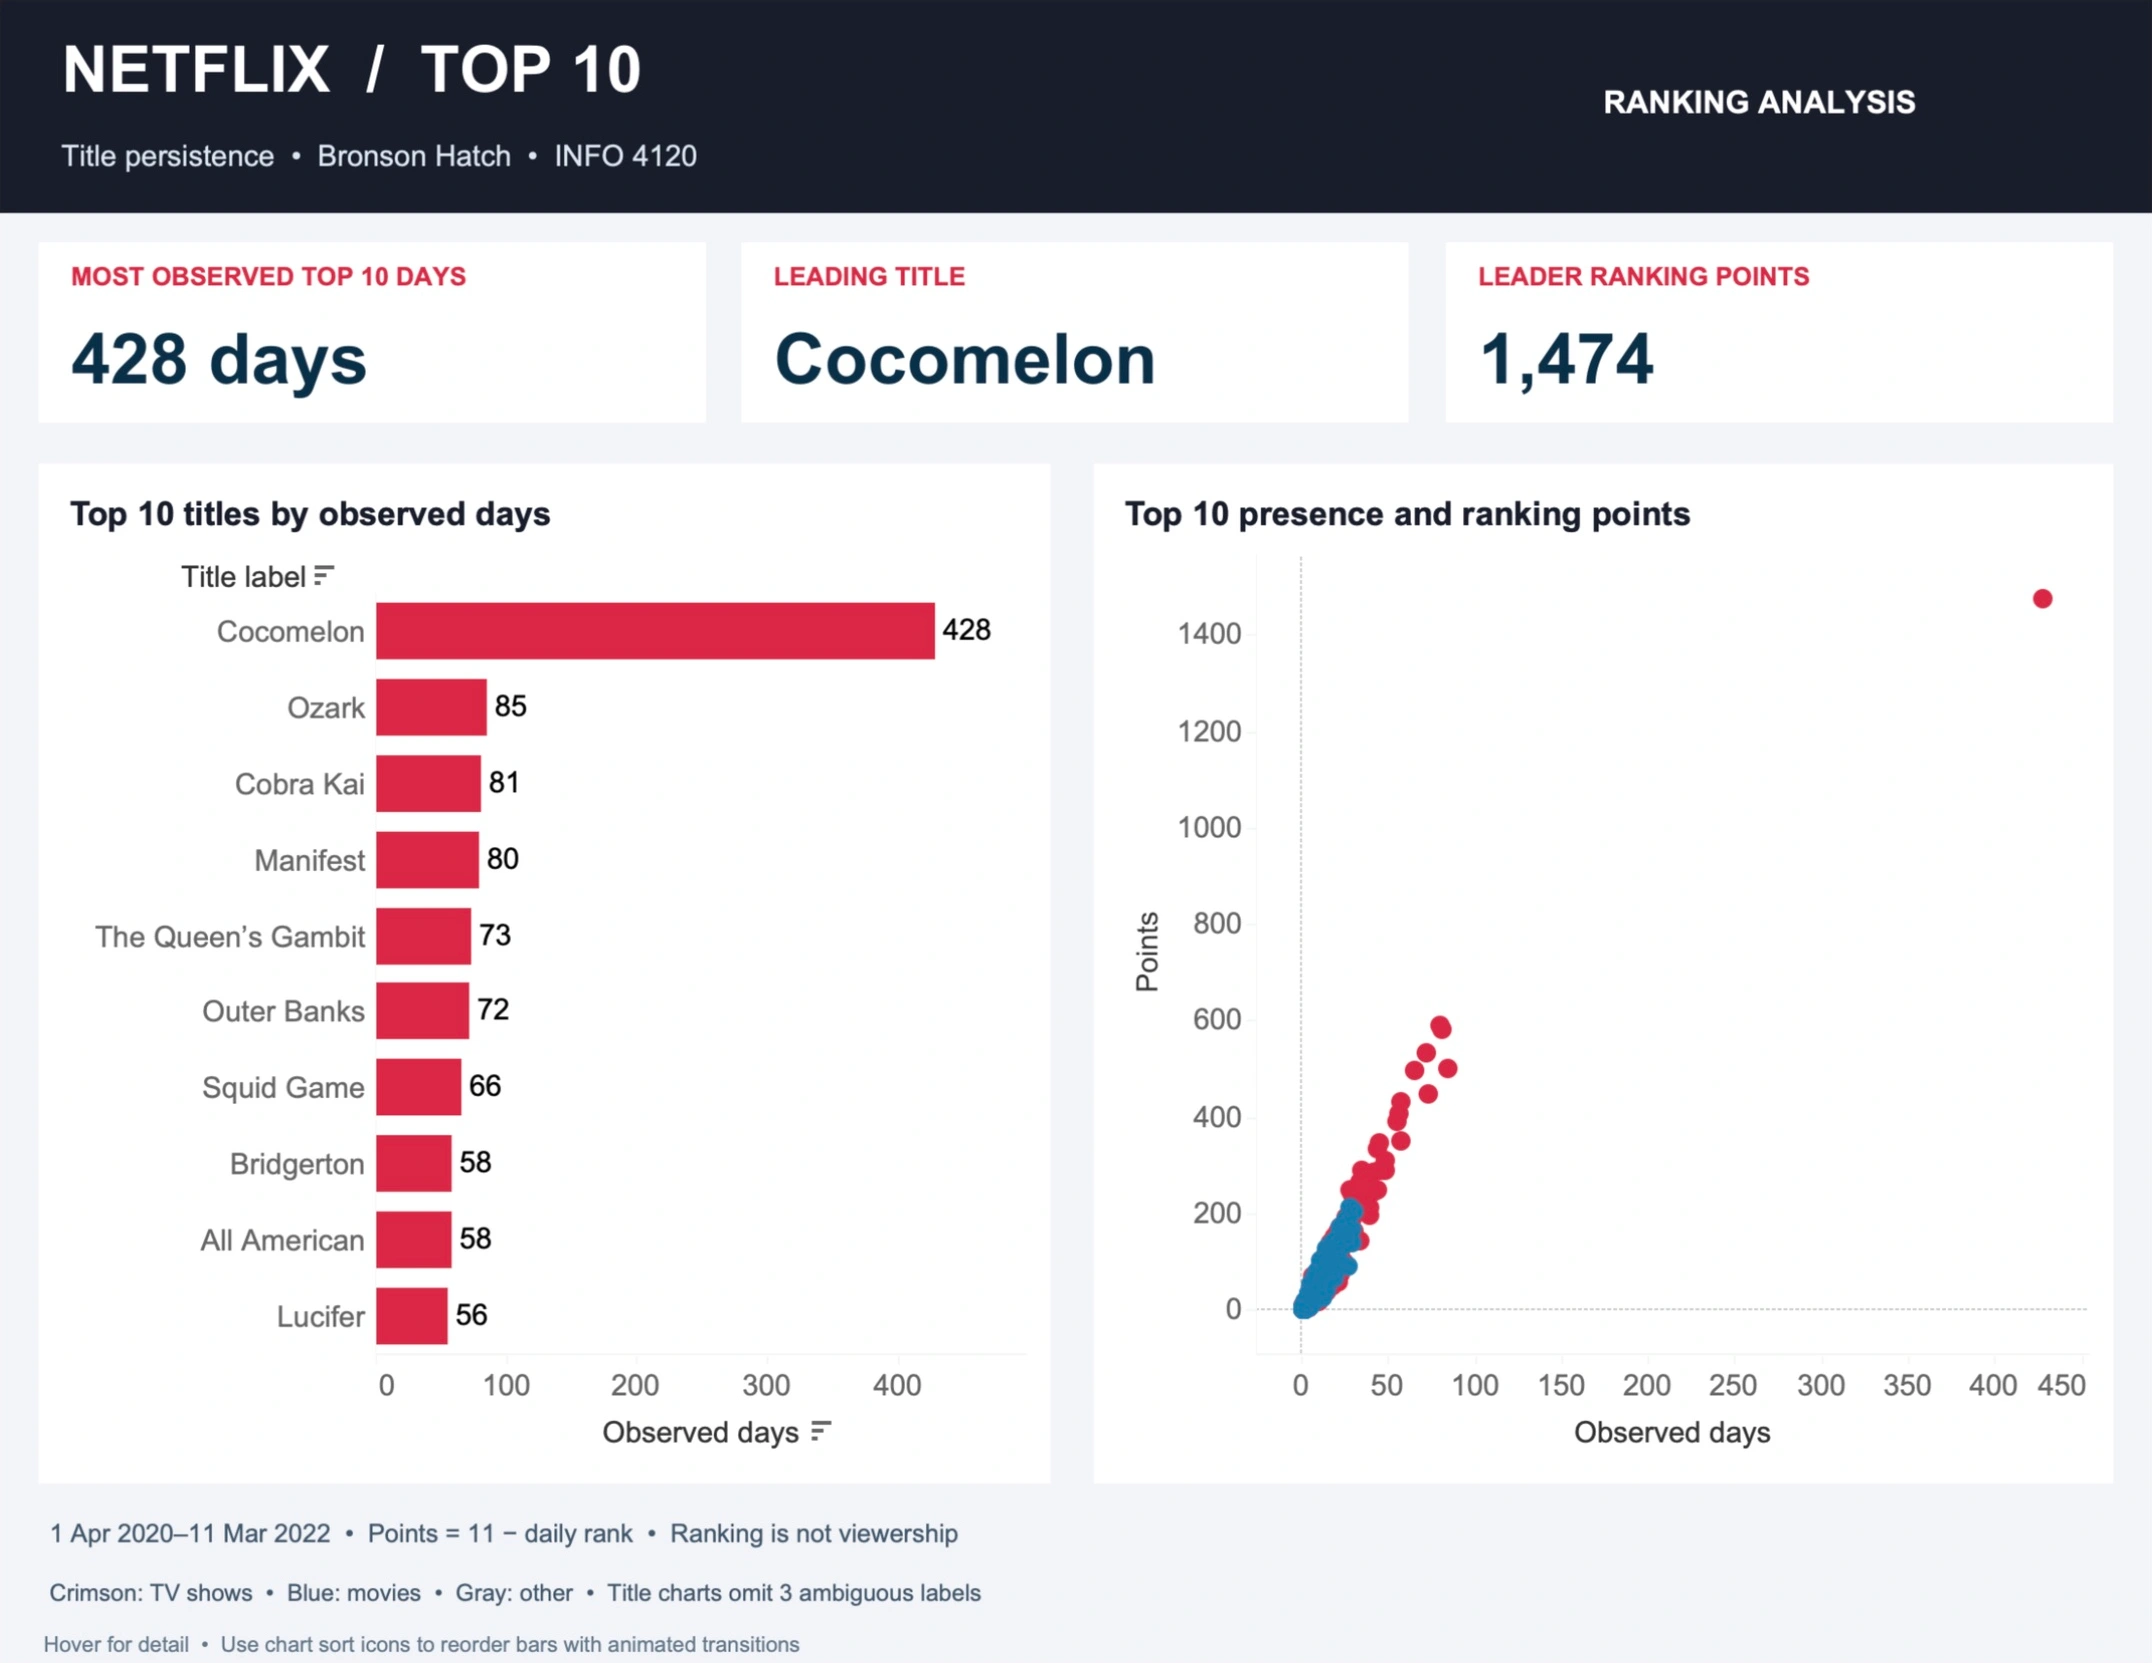 NETFLIX / TOP 10
RANKING ANALYSIS
Title persistence • Bronson Hatch • INFO 4120
MOST OBSERVED TOP 10 DAYS
428 days
LEADING TITLE
Cocomelon
LEADER RANKING POINTS
1,474
Top 10 titles by observed days
Title label
Cocomelon 428
Ozark 85
Cobra Kai 81
Manifest 80
The Queen’s Gambit 73
Outer Banks 72
Squid Game 66
Bridgerton 58
All American 58
Lucifer 56
0 100 200 300 400
Observed days
Top 10 presence and ranking points
Points
1400
1200
1000
800
600
400
200
0
0 50 100 150 200 250 300 350 400 450
Observed days
1 Apr 2020–11 Mar 2022 • Points = 11 − daily rank • Ranking is not viewership
Crimson: TV shows • Blue: movies • Gray: other • Title charts omit 3 ambiguous labels
Hover for detail • Use chart sort icons to reorder bars with animated transitions